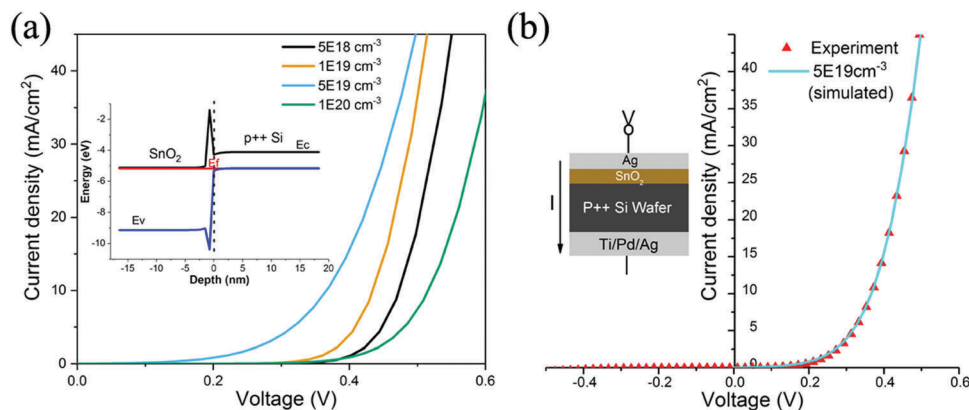 (a)
Current density (mA/cm²)
45
40
30
20
10
0
0.0
0.2
0.4
0.6
Voltage (V)
5E18 cm⁻³
1E19 cm⁻³
5E19 cm⁻³
1E20 cm⁻³
Energy (eV)
-2
-4
-6
-8
-10
SnO₂
p++ Si
Ec
Ef
Ev
-15
-10
-5
0
5
10
15
20
Depth (nm)
(b)
Current density (mA/cm²)
45
40
35
30
25
20
15
10
5
0
-0.4
-0.2
0.0
0.2
0.4
0.6
Voltage (V)
Experiment
5E19cm⁻³
(simulated)
V
I
Ag
SnO₂
P++ Si Wafer
Ti/Pd/Ag